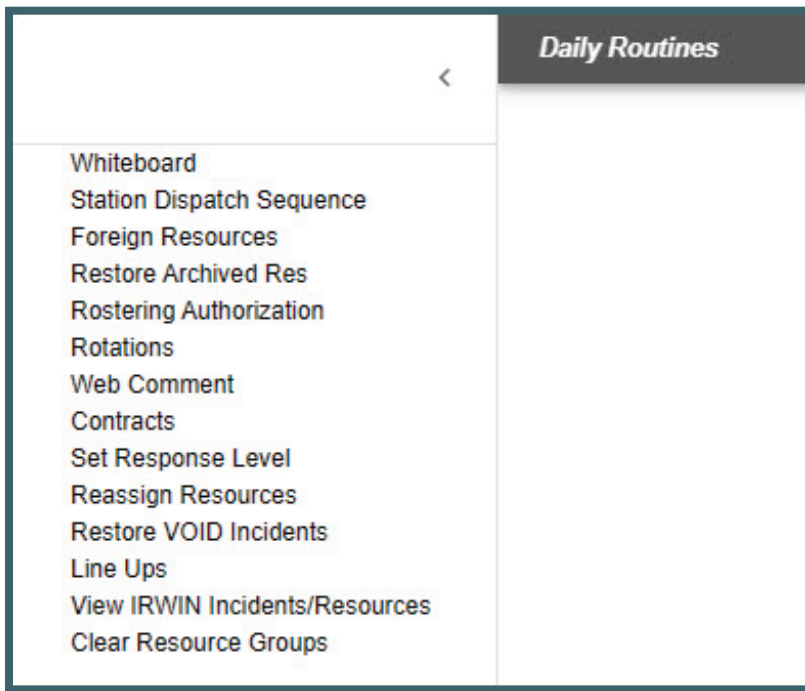 Daily Routines
Whiteboard
Station Dispatch Sequence
Foreign Resources
Restore Archived Res
Rostering Authorization
Rotations
Web Comment
Contracts
Set Response Level
Reassign Resources
Restore VOID Incidents
Line Ups
View IRWIN Incidents/Resources
Clear Resource Groups